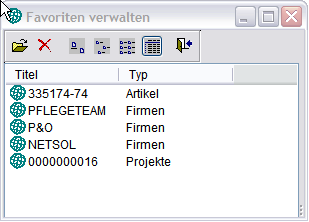 Favoriten verwalten
Titel Typ
335174-74 Artikel
PFLEGETEAM Firmen
P&O Firmen
NETSOL Firmen
0000000016 Projekte